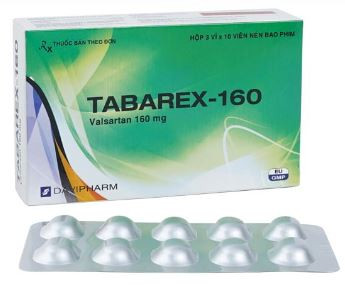 Rx THUỐC BÁN THEO ĐƠN
HỘP 3 VỈ x 10 VIÊN NÉN BAO PHIM
TABAREX-160
Valsartan 160 mg
DAVIPHARM
EU
GMP
TABAREX-160